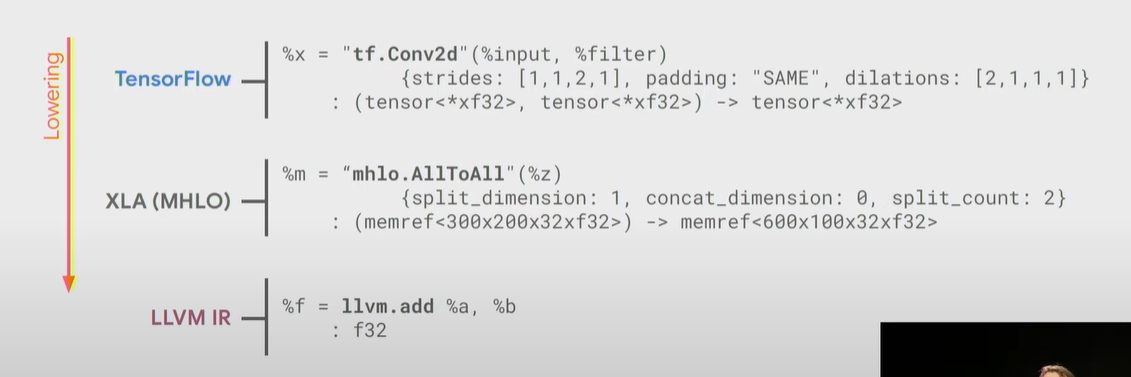 Lowering
TensorFlow
%x = "tf.Conv2d"(%input, %filter)
{strides: [1,1,2,1], padding: "SAME", dilations: [2,1,1,1]}
: (tensor<*xf32>, tensor<*xf32>) -> tensor<*xf32>
XLA (MHLO)
%m = “mhlo.AllToAll"(%z)
{split_dimension: 1, concat_dimension: 0, split_count: 2}
: (memref<300x200x32xf32>) -> memref<600x100x32xf32>
LLVM IR
%f = llvm.add %a, %b
: f32